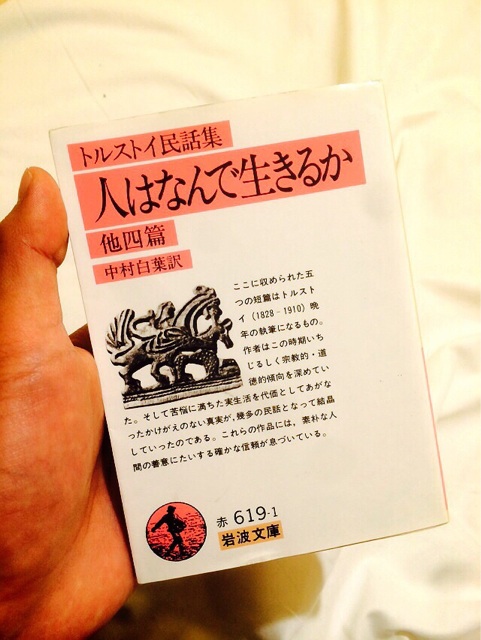 トルストイ民話集
人はなんで生きるか
他四篇
中村白葉訳
ここに収められた五
つの短篇はトルスト
イ（1828‐1910）晩
年の執筆になるもの。
作者はこの時期いち
じるしく宗教的・道
徳的傾向を深めてい
た。そして苦悩に満ちた実生活を代価としてあがな
ったかけがえのない真実が，幾多の民話となって結晶
していったのである。これらの作品には，素朴な人
間の善意にたいする確かな信頼が息づいている。
赤 619-1
岩波文庫